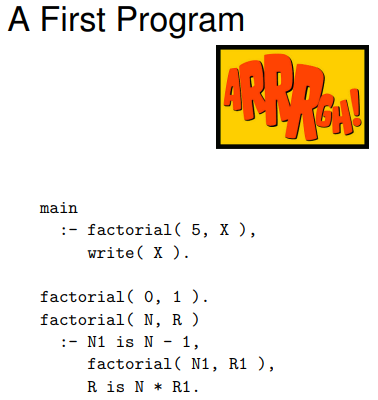 A First Program
ARRRGH!
main
:- factorial( 5, X ),
write( X ).
factorial( 0, 1 ).
factorial( N, R )
:- N1 is N - 1,
factorial( N1, R1 ),
R is N * R1.